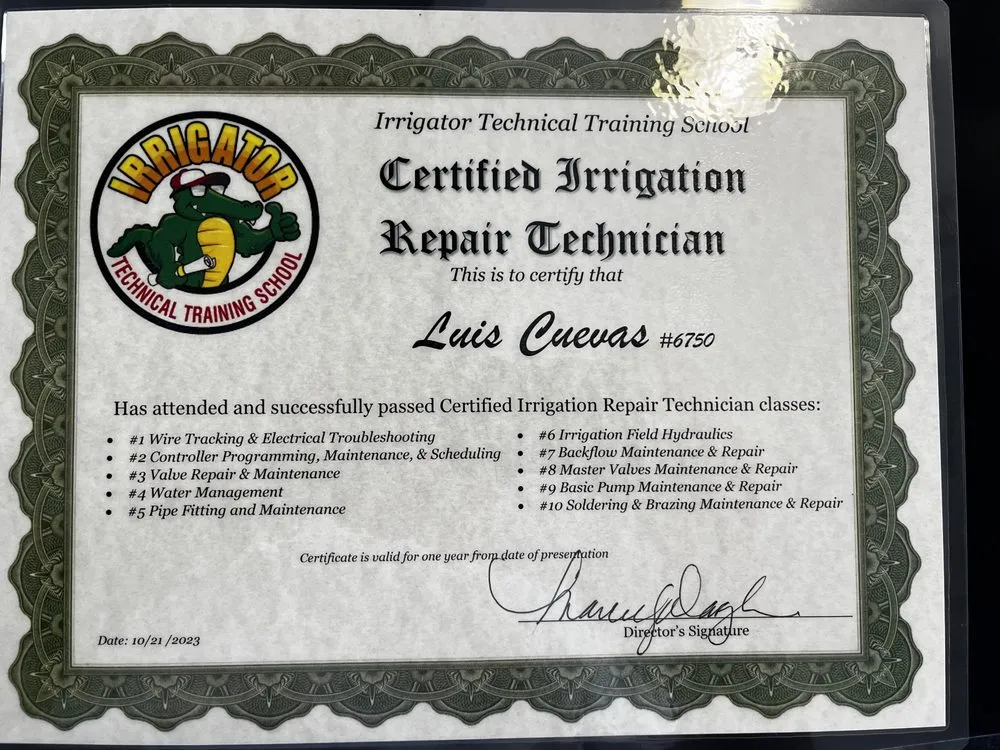 IRRIGATOR
TECHNICAL TRAINING SCHOOL
Irrigator Technical Training School
Certified Irrigation
Repair Technician
This is to certify that
Luis Cuevas #6750
Has attended and successfully passed Certified Irrigation Repair Technician classes:
#1 Wire Tracking & Electrical Troubleshooting
#2 Controller Programming, Maintenance, & Scheduling
#3 Valve Repair & Maintenance
#4 Water Management
#5 Pipe Fitting and Maintenance
#6 Irrigation Field Hydraulics
#7 Backflow Maintenance & Repair
#8 Master Valves Maintenance & Repair
#9 Basic Pump Maintenance & Repair
#10 Soldering & Brazing Maintenance & Repair
Certificate is valid for one year from date of presentation
Director's Signature
Date: 10/21 /2023